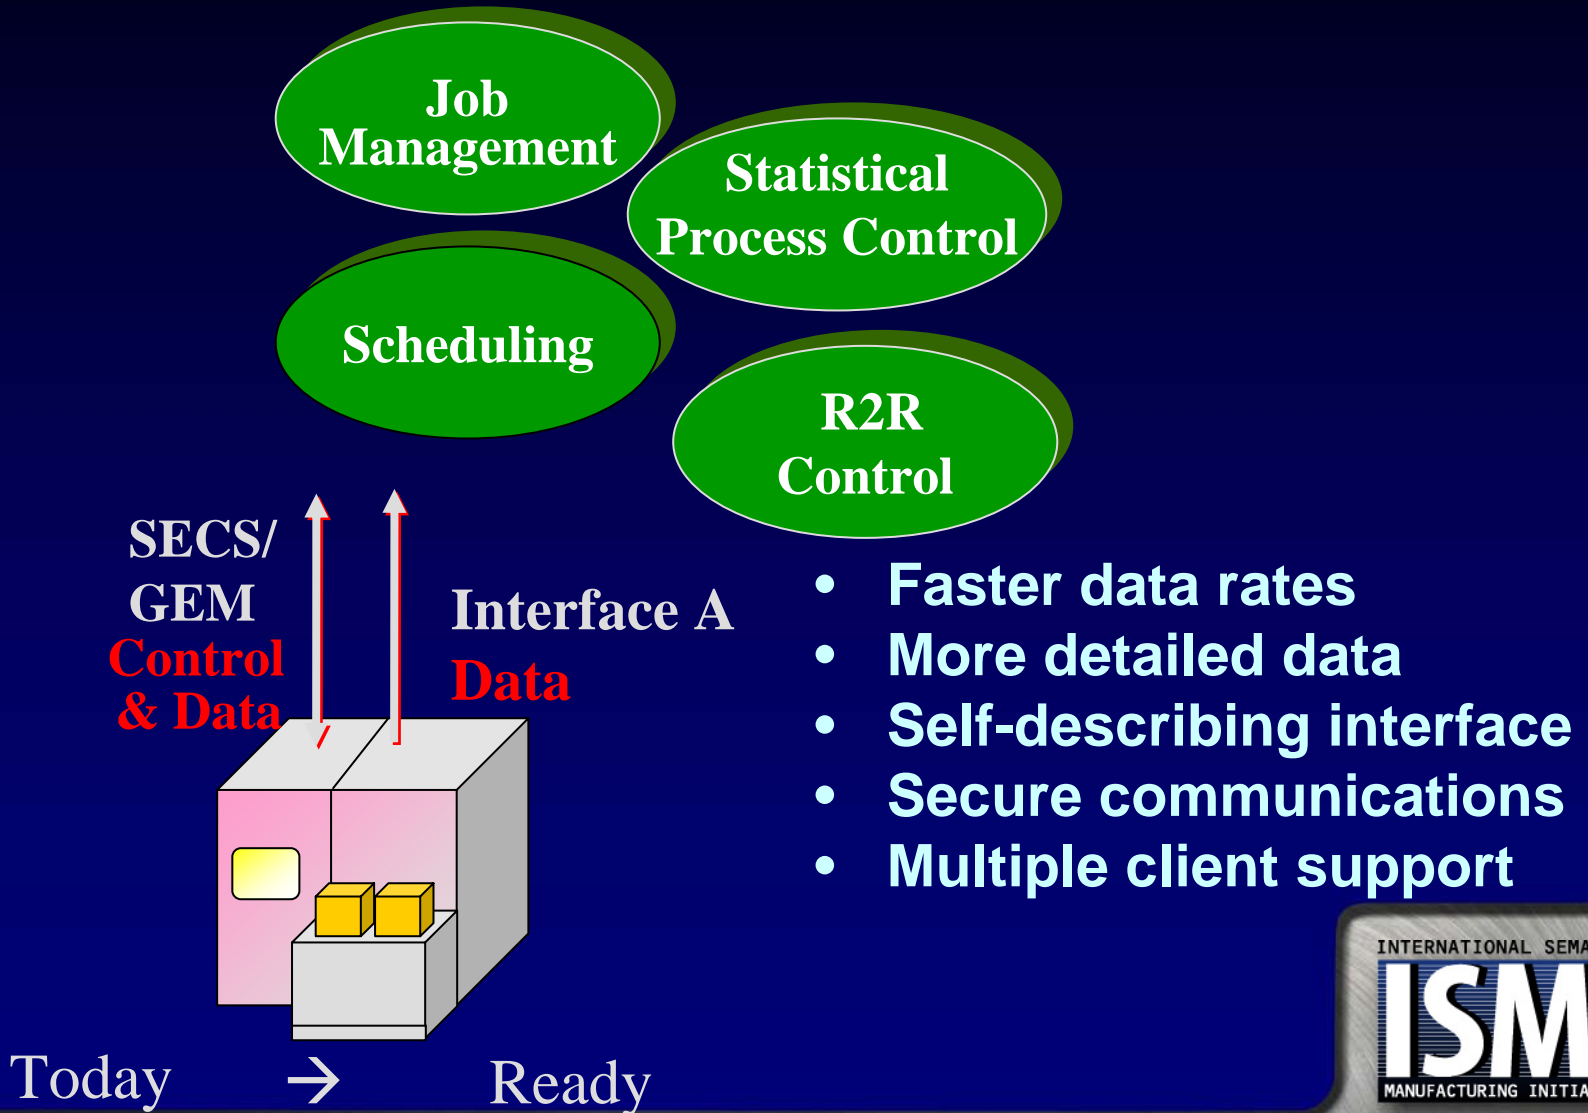 Job
Management
Statistical
Process Control
Scheduling
R2R
Control
SECS/
GEM
Control
& Data
Interface A
Data
• Faster data rates
• More detailed data
• Self-describing interface
• Secure communications
• Multiple client support
INTERNATIONAL SEMA
ISM
MANUFACTURING INITIA
Today → Ready